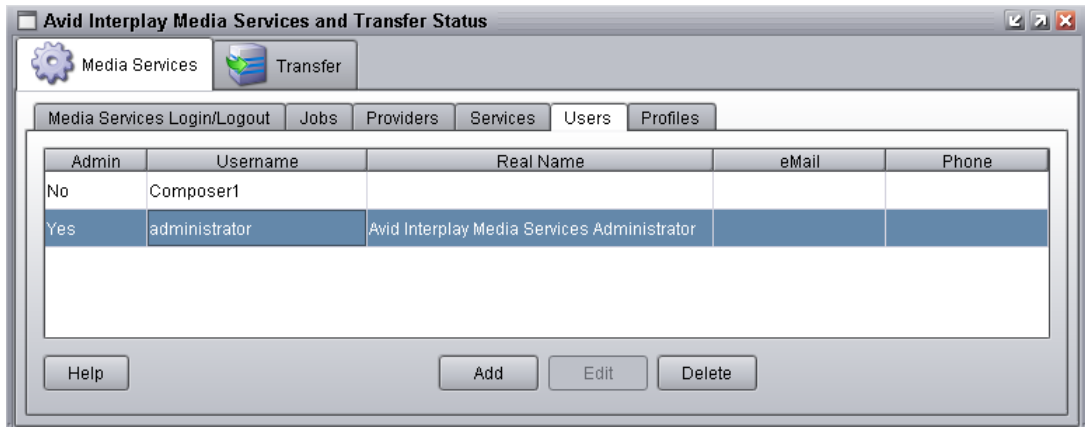 Avid Interplay Media Services and Transfer Status
Media Services Transfer
Media Services Login/Logout Jobs Providers Services Users Profiles
Admin Username Real Name eMail Phone
No Composer1
Yes administrator Avid Interplay Media Services Administrator
Help Add Edit Delete